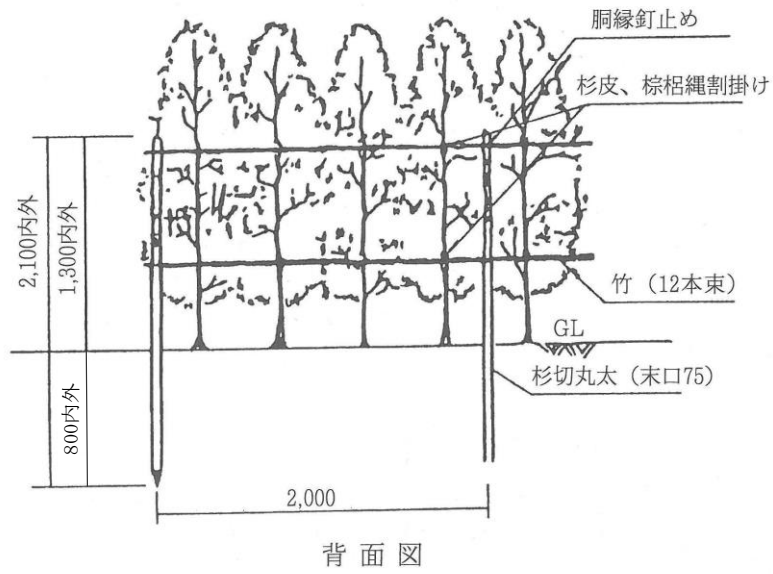 胴縁釘止め
杉皮、棕梠縄割掛け
2,100内外
1,300内外
竹（12本束）
GL
杉切丸太（末口75）
800内外
2,000
背面図